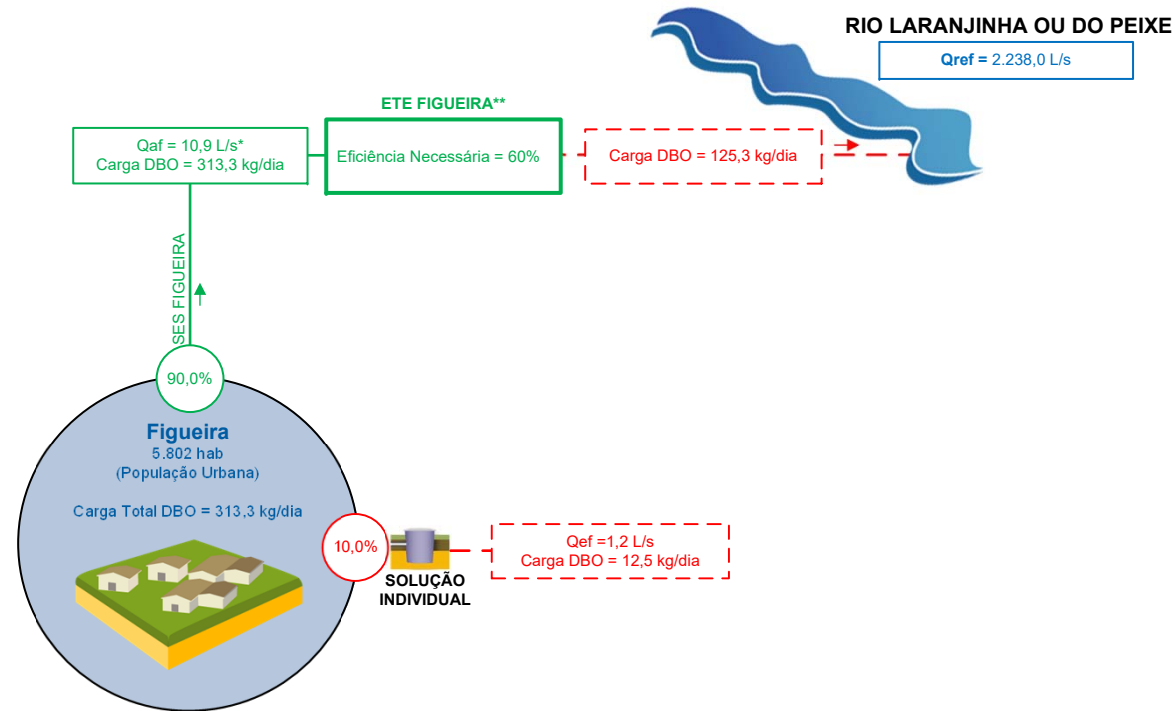 RIO LARANJINHA OU DO PEIXE
Qref = 2.238,0 L/s
ETE FIGUEIRA**
Qaf = 10,9 L/s*
Carga DBO = 313,3 kg/dia
Eficiência Necessária = 60%
Carga DBO = 125,3 kg/dia
SES FIGUEIRA
90,0%
Figueira
5.802 hab
(População Urbana)
Carga Total DBO = 313,3 kg/dia
10,0%
SOLUÇÃO
INDIVIDUAL
Qef =1,2 L/s
Carga DBO = 12,5 kg/dia